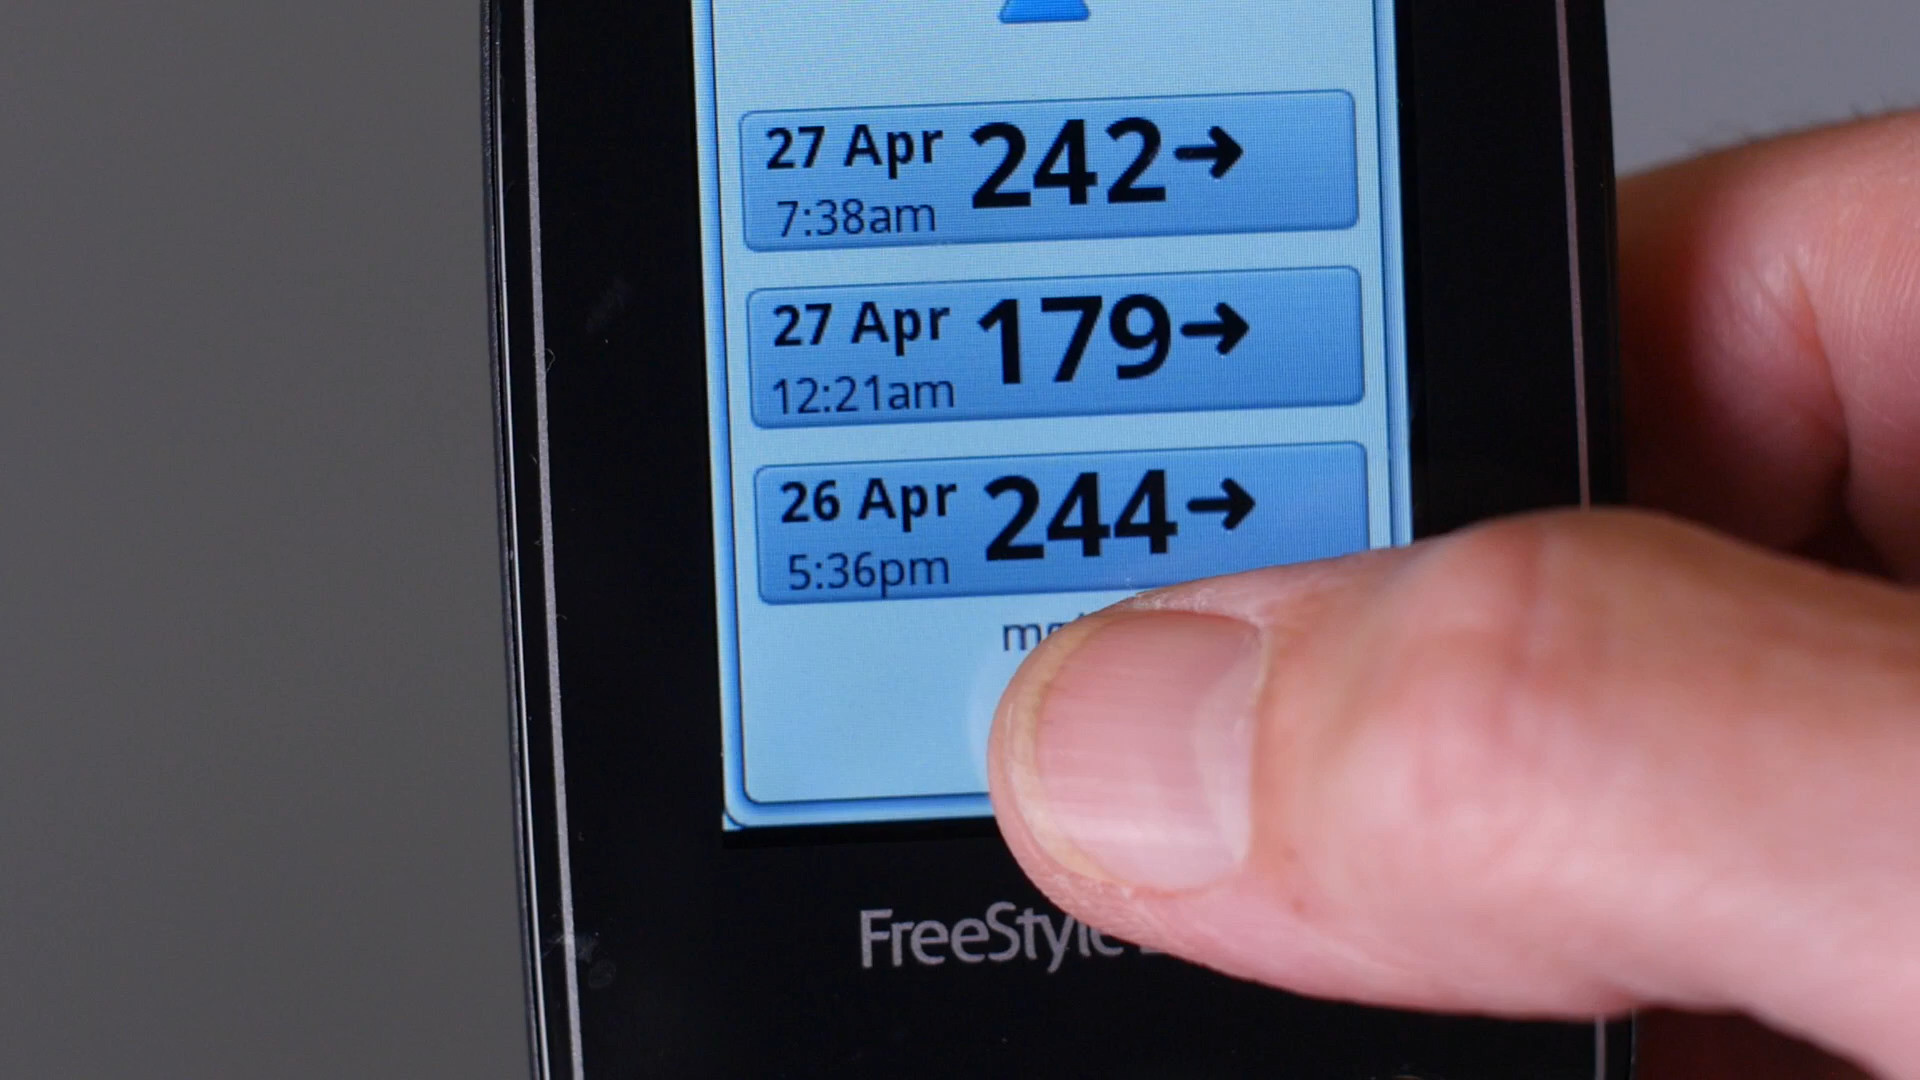 27 Apr 242→
7:38am
27 Apr 179→
12:21am
26 Apr 244→
5:36pm
FreeStyle